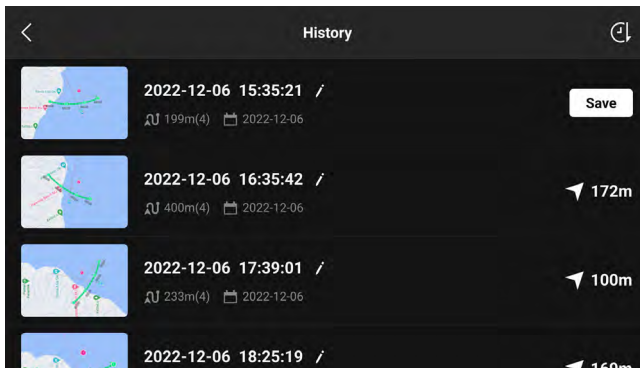 History
2022-12-06 15:35:21
199m(4) 2022-12-06
Save
2022-12-06 16:35:42
400m(4) 2022-12-06
172m
2022-12-06 17:39:01
233m(4) 2022-12-06
100m
2022-12-06 18:25:19